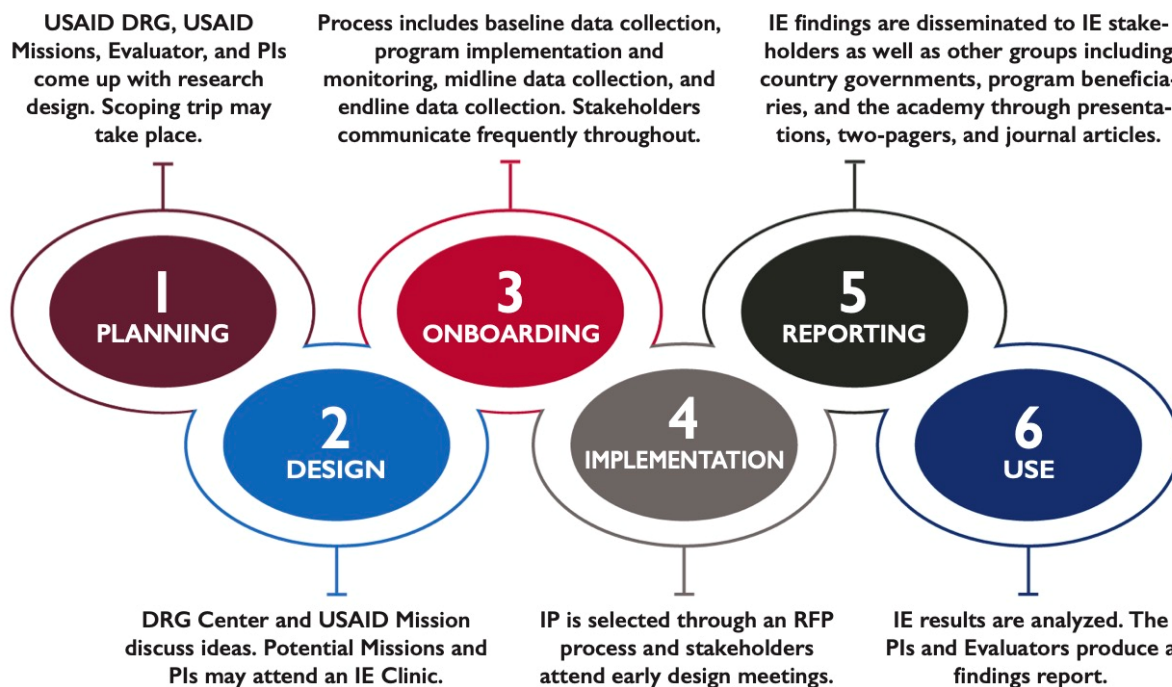 USAID DRG, USAID
Missions, Evaluator, and PIs
come up with research
design. Scoping trip may
take place.
Process includes baseline data collection,
program implementation and
monitoring, midline data collection, and
endline data collection. Stakeholders
communicate frequently throughout.
IE findings are disseminated to IE stake-
holders as well as other groups including
country governments, program beneficia-
ries, and the academy through presenta-
tions, two-pagers, and journal articles.
1
PLANNING
3
ONBOARDING
5
REPORTING
2
DESIGN
4
IMPLEMENTATION
6
USE
DRG Center and USAID Mission
discuss ideas. Potential Missions and
PIs may attend an IE Clinic.
IP is selected through an RFP
process and stakeholders
attend early design meetings.
IE results are analyzed. The
PIs and Evaluators produce a
findings report.